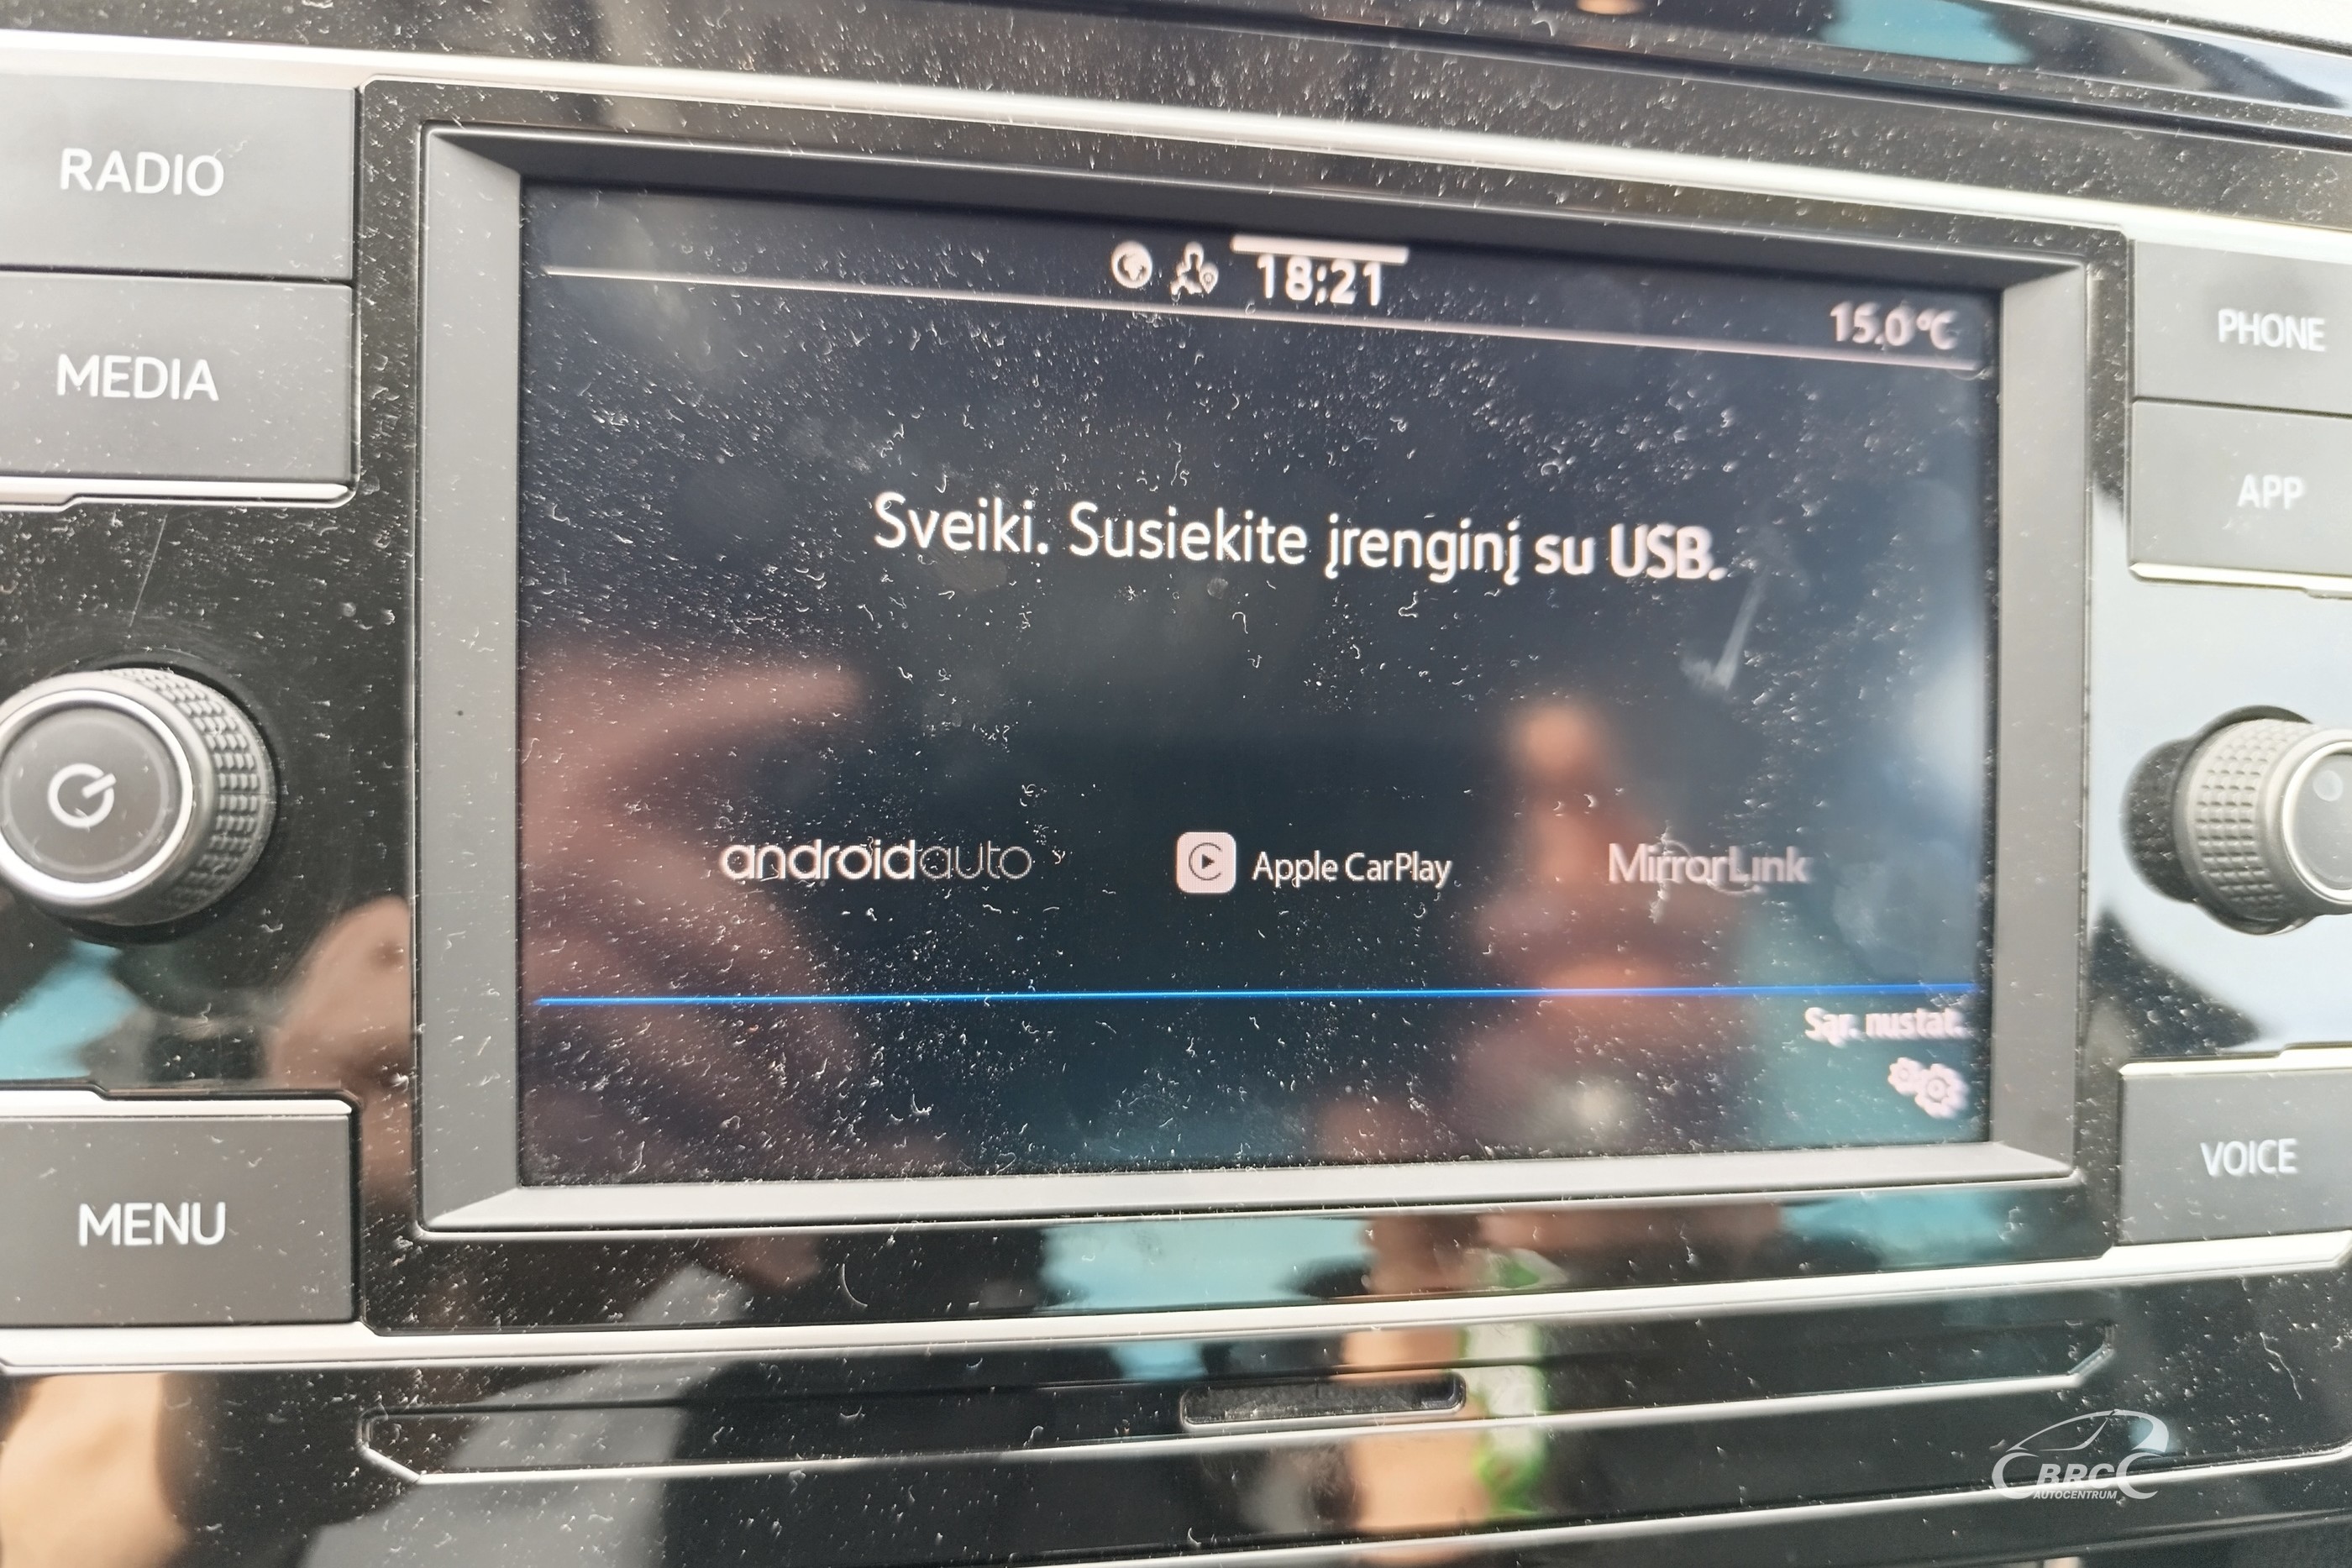 RADIO
MEDIA
MENU
18:21
15.0°C
Sveiki. Susiekite įrenginį su USB.
androidauto
Apple CarPlay
MirrorLink
Sąr. nustat.
PHONE
APP
VOICE
BRC
AUTOCENTRUM